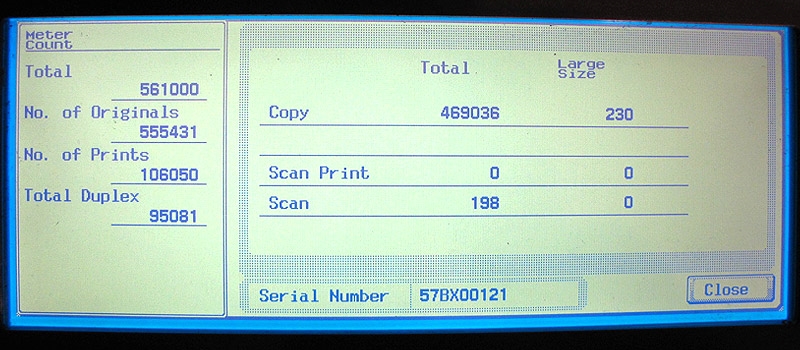 Meter
Count
Total
561000
No. of Originals
555431
No. of Prints
106050
Total Duplex
95081
Total Large
Size
Copy 469036 230
Scan Print 0 0
Scan 198 0
Serial Number 57BX00121
Close